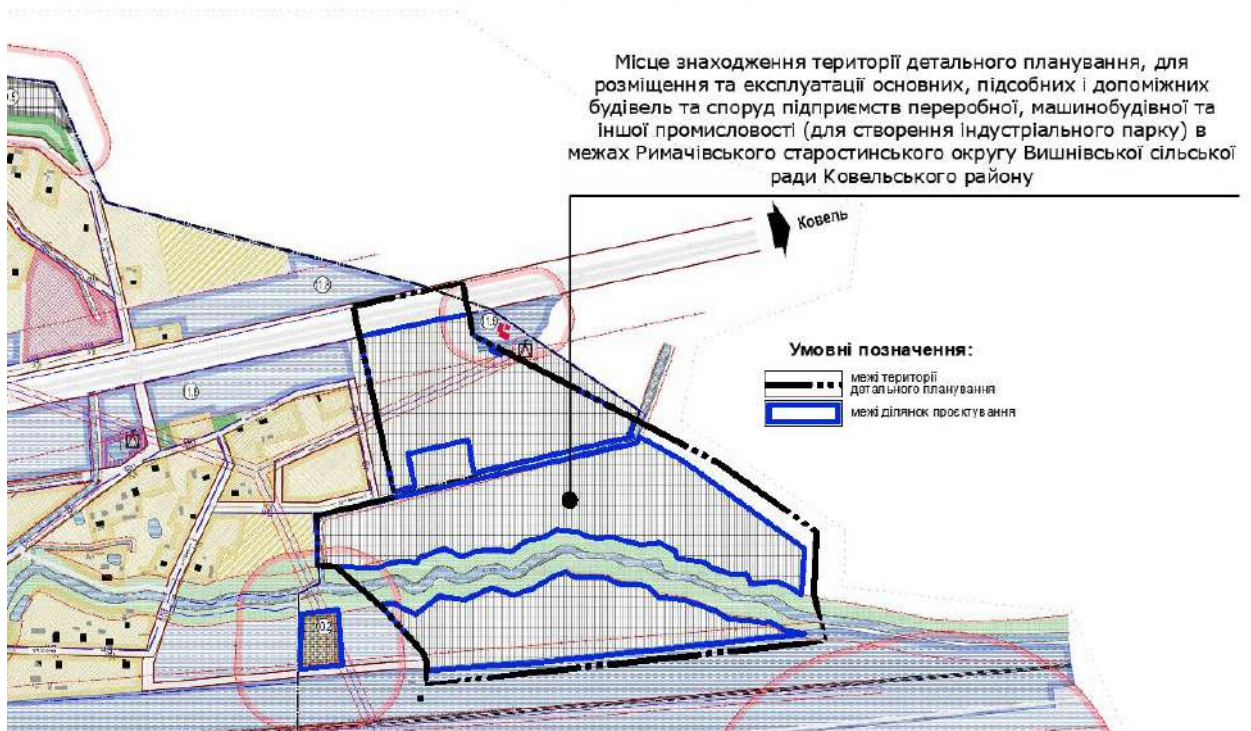 Місце знаходження території детального планування, для
розміщення та експлуатації основних, підсобних і допоміжних
будівель та споруд підприємств переробної, машинобудівної та
іншої промисловості (для створення індустріального парку) в
межах Римачівського старостинського округу Вишнівської сільської
ради Ковельського району
Ковель
11.8
Умовні позначення:
межі території
детального планування
межі ділянок проєктування